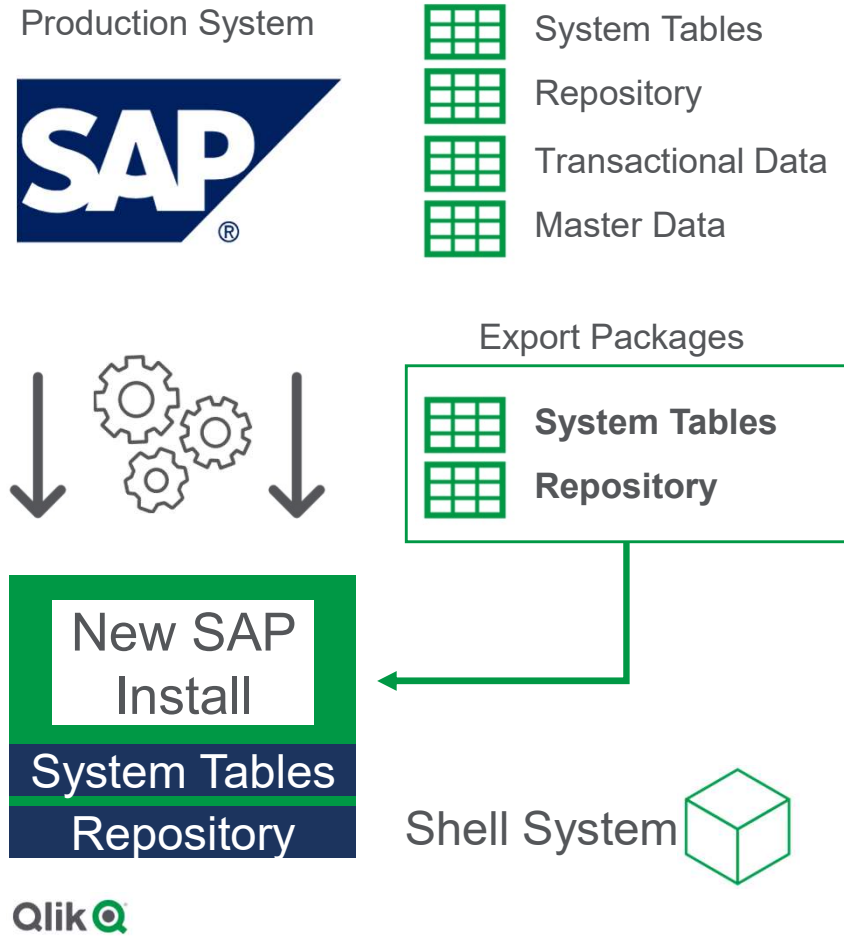 Production System
SAP
®
System Tables
Repository
Transactional Data
Master Data
Export Packages
System Tables
Repository
New SAP
Install
System Tables
Repository
Shell System
Qlik